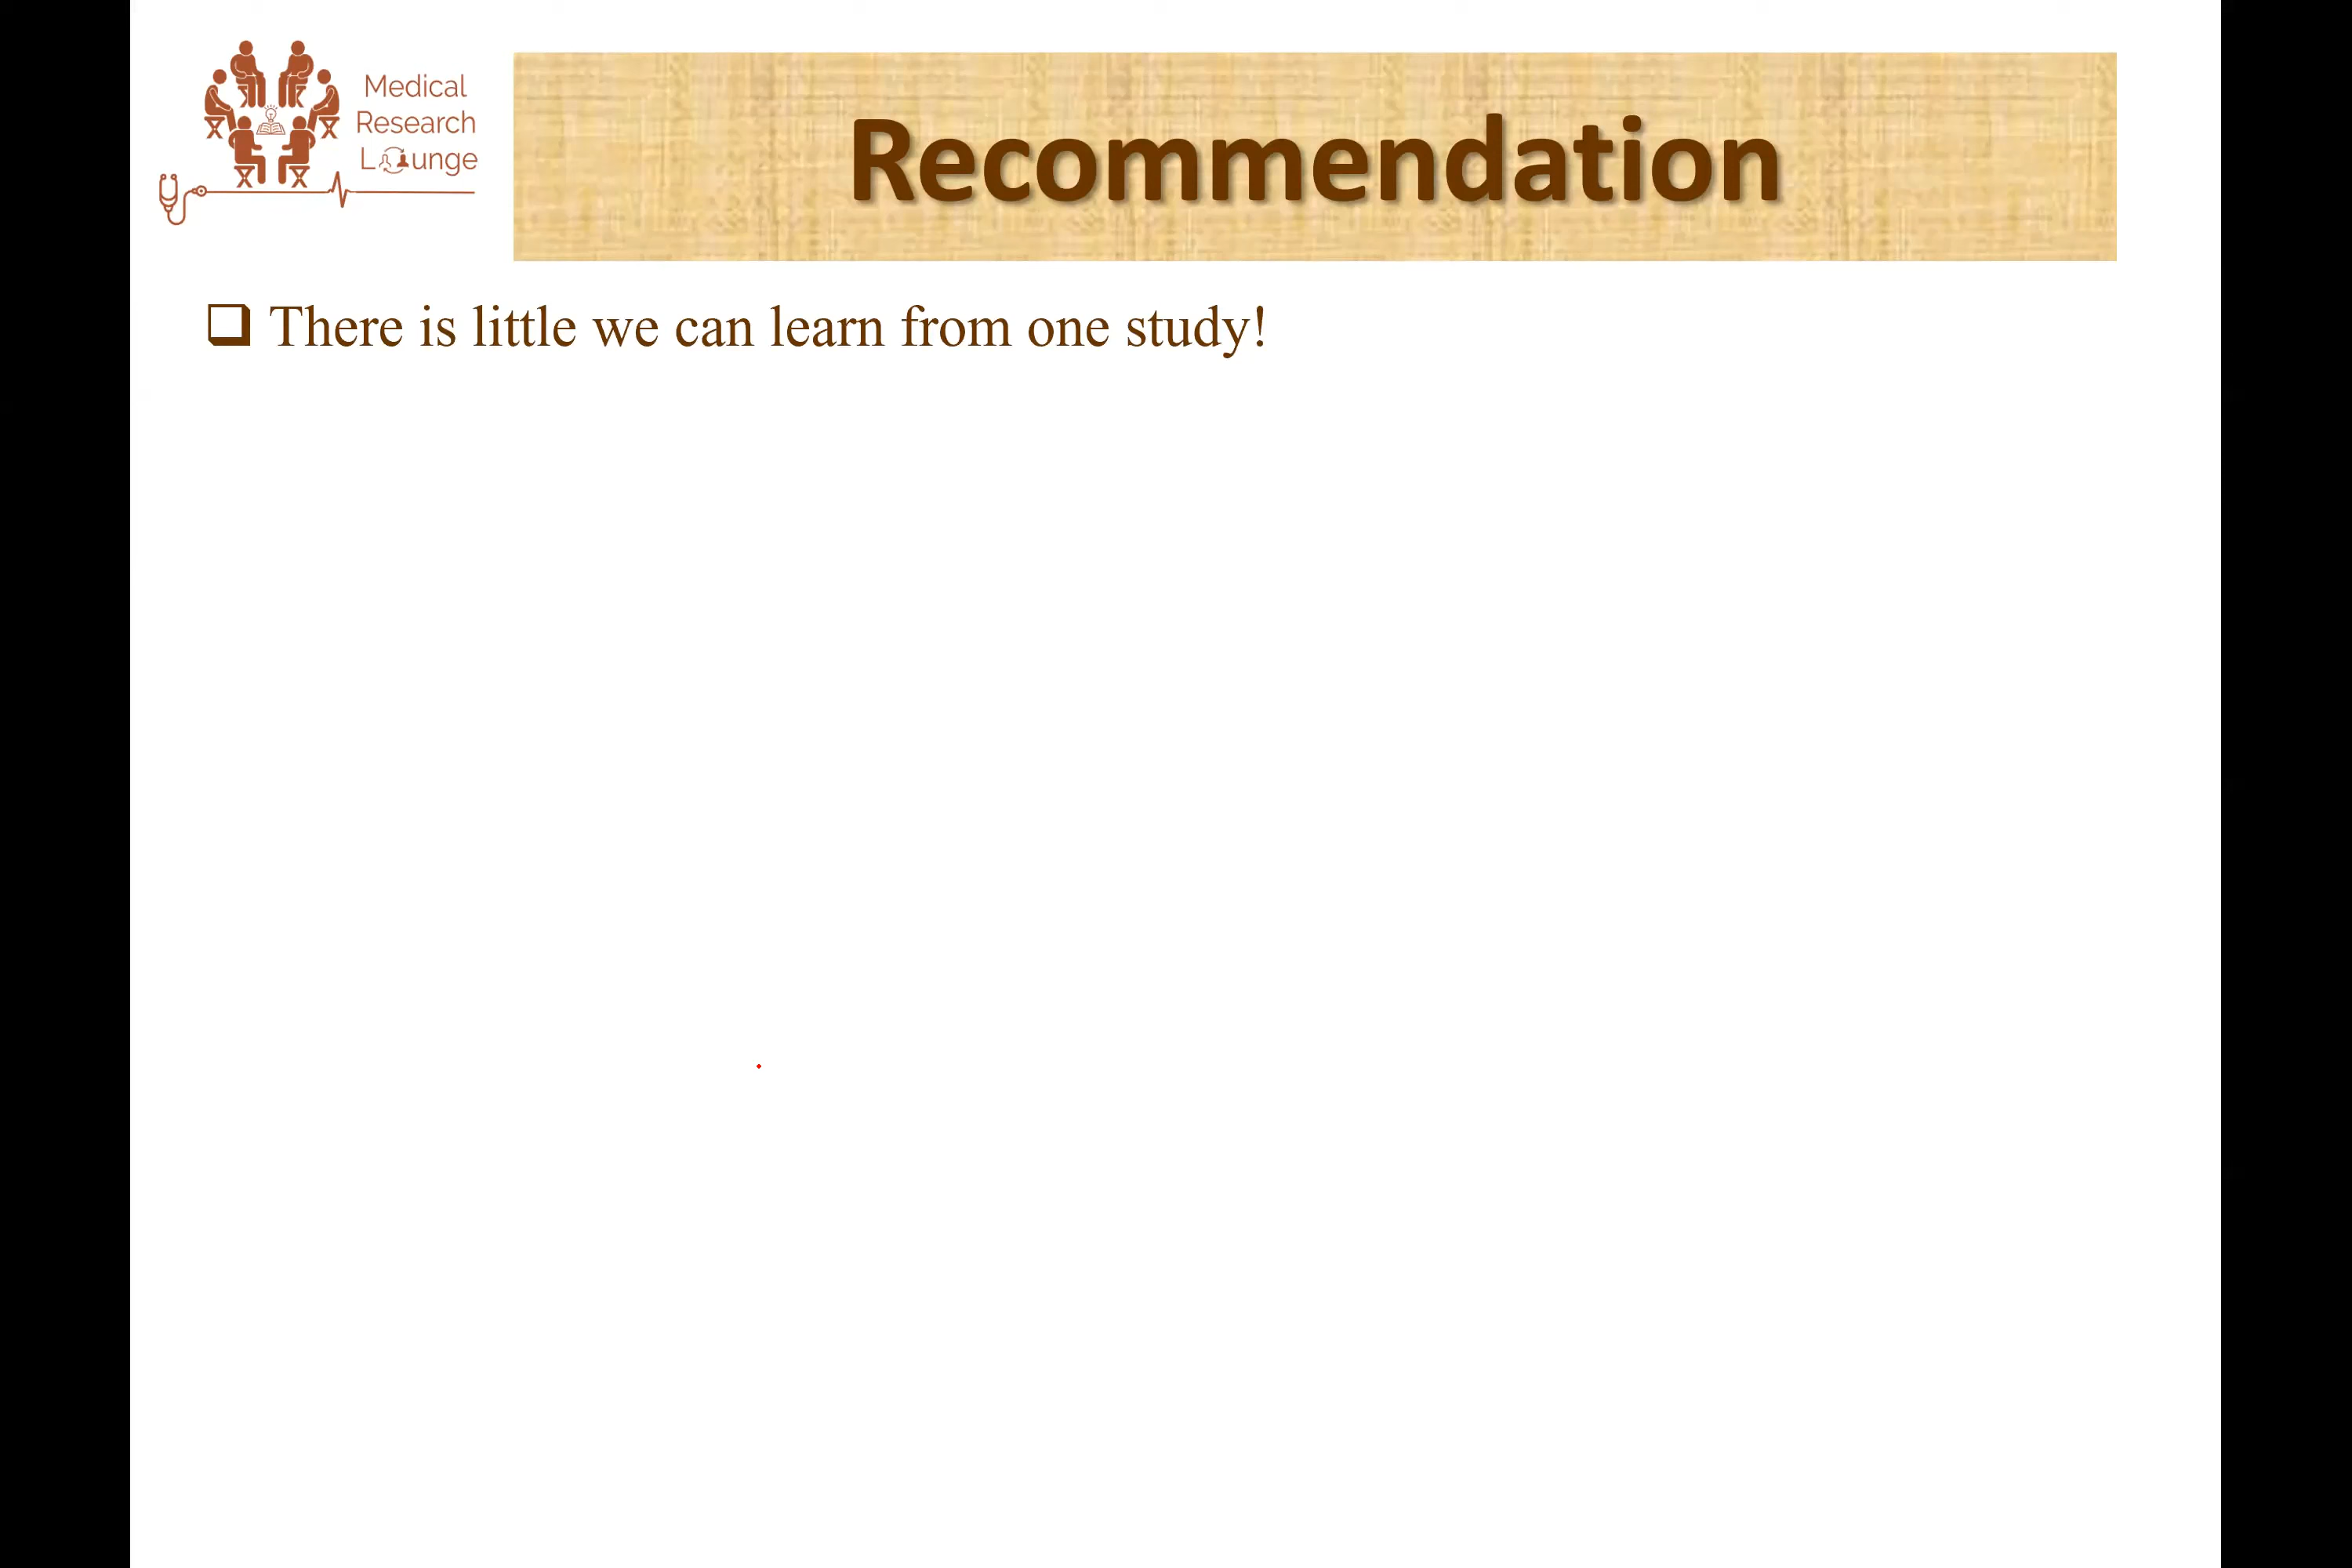 Medical
Research
Lounge
Recommendation
There is little we can learn from one study!